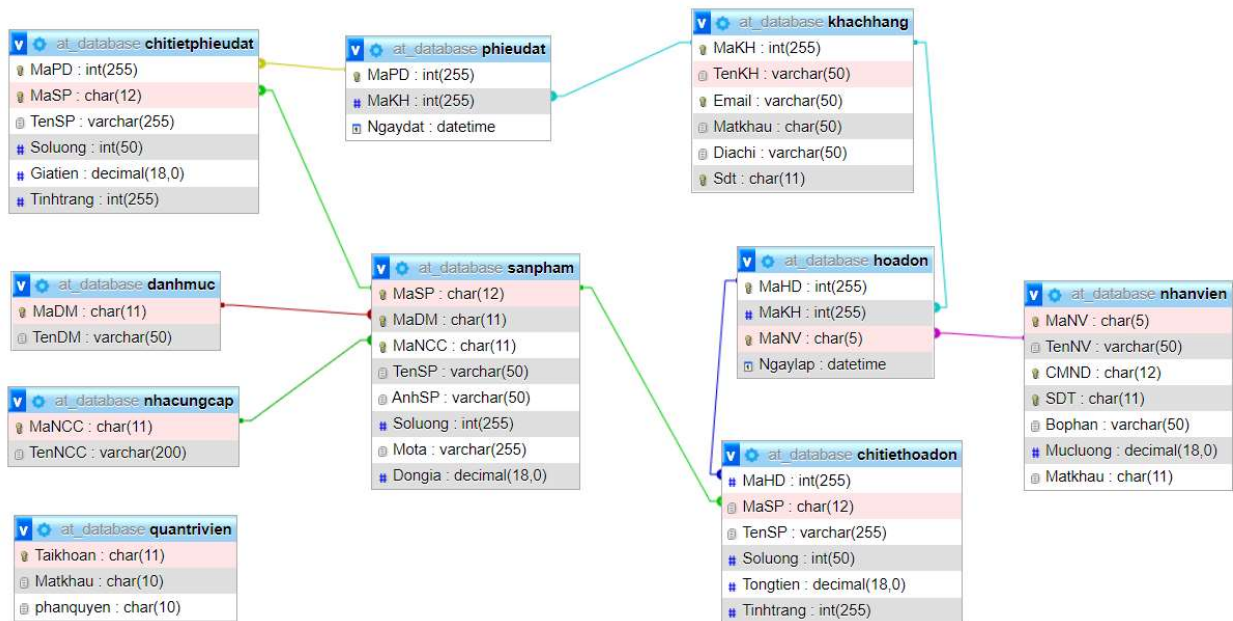 at_database chitietphieudat
MaPD : int(255)
MaSP : char(12)
TenSP : varchar(255)
Soluong : int(50)
Giatien : decimal(18,0)
Tinhtrang : int(255)
at_database phieudat
MaPD : int(255)
MaKH : int(255)
Ngaydat : datetime
at_database khachhang
MaKH : int(255)
TenKH : varchar(50)
Email : varchar(50)
Matkhau : char(50)
Diachi : varchar(50)
Sdt : char(11)
at_database danhmuc
MaDM : char(11)
TenDM : varchar(50)
at_database sanpham
MaSP : char(12)
MaDM : char(11)
MaNCC : char(11)
TenSP : varchar(50)
AnhSP : varchar(50)
Soluong : int(255)
Mota : varchar(255)
Dongia : decimal(18,0)
at_database hoadon
MaHD : int(255)
MaKH : int(255)
MaNV : char(5)
Ngaylap : datetime
at_database nhanvien
MaNV : char(5)
TenNV : varchar(50)
CMND : char(12)
SDT : char(11)
Bophan : varchar(50)
Mucluong : decimal(18,0)
Matkhau : char(11)
at_database nhacungcap
MaNCC : char(11)
TenNCC : varchar(200)
at_database chitiethoadon
MaHD : int(255)
MaSP : char(12)
TenSP : varchar(255)
Soluong : int(50)
Tongtien : decimal(18,0)
Tinhtrang : int(255)
at_database quantrivien
Taikhoan : char(11)
Matkhau : char(10)
phanquyen : char(10)